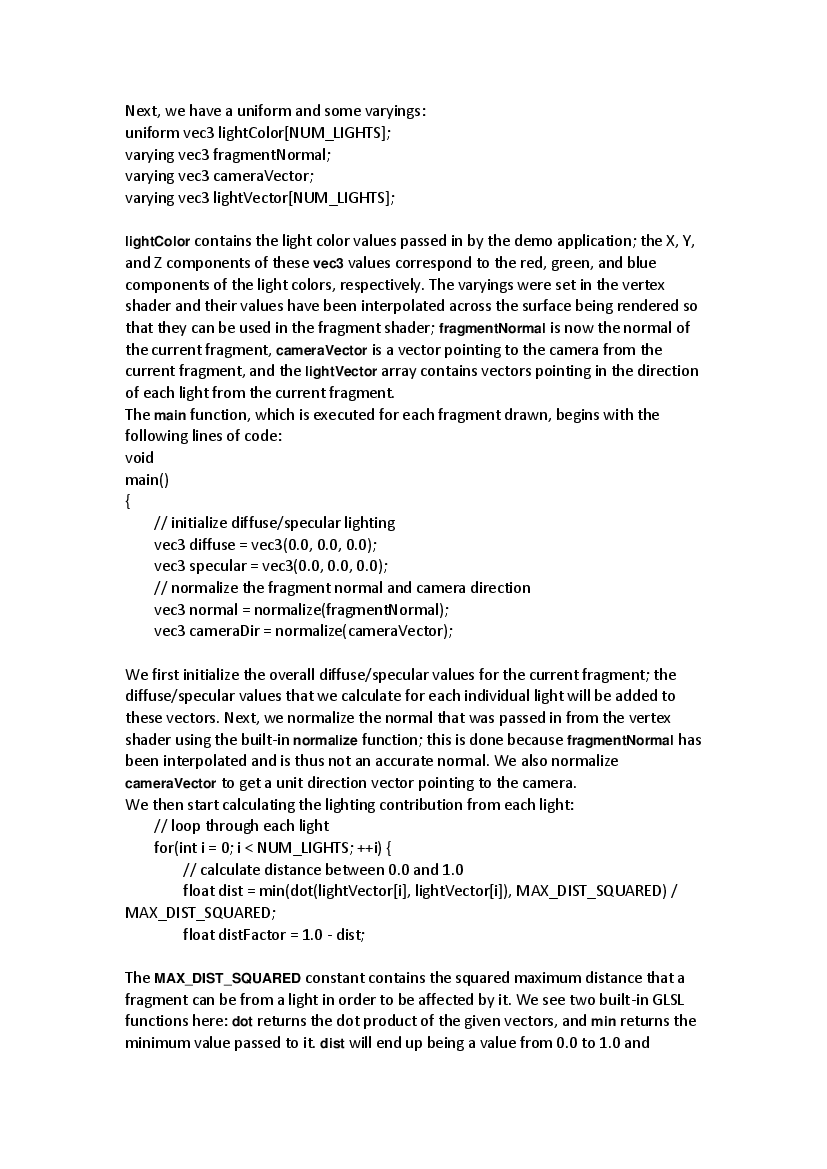 Next, we have a uniform and some varyings:
uniform vec3 lightColor[NUM_LIGHTS];
varying vec3 fragmentNormal;
varying vec3 cameraVector;
varying vec3 lightVector[NUM_LIGHTS];
lightColor contains the light color values passed in by the demo application; the X, Y,
and Z components of these vec3 values correspond to the red, green, and blue
components of the light colors, respectively. The varyings were set in the vertex
shader and their values have been interpolated across the surface being rendered so
that they can be used in the fragment shader; fragmentNormal is now the normal of
the current fragment, cameraVector is a vector pointing to the camera from the
current fragment, and the lightVector array contains vectors pointing in the direction
of each light from the current fragment.
The main function, which is executed for each fragment drawn, begins with the
following lines of code:
void
main()
{
// initialize diffuse/specular lighting
vec3 diffuse = vec3(0.0, 0.0, 0.0);
vec3 specular = vec3(0.0, 0.0, 0.0);
// normalize the fragment normal and camera direction
vec3 normal = normalize(fragmentNormal);
vec3 cameraDir = normalize(cameraVector);
We first initialize the overall diffuse/specular values for the current fragment; the
diffuse/specular values that we calculate for each individual light will be added to
these vectors. Next, we normalize the normal that was passed in from the vertex
shader using the built-in normalize function; this is done because fragmentNormal has
been interpolated and is thus not an accurate normal. We also normalize
cameraVector to get a unit direction vector pointing to the camera.
We then start calculating the lighting contribution from each light:
// loop through each light
for(int i = 0; i < NUM_LIGHTS; ++i) {
// calculate distance between 0.0 and 1.0
float dist = min(dot(lightVector[i], lightVector[i]), MAX_DIST_SQUARED) /
MAX_DIST_SQUARED;
float distFactor = 1.0 - dist;
The MAX_DIST_SQUARED constant contains the squared maximum distance that a
fragment can be from a light in order to be affected by it. We see two built-in GLSL
functions here: dot returns the dot product of the given vectors, and min returns the
minimum value passed to it. dist will end up being a value from 0.0 to 1.0 and